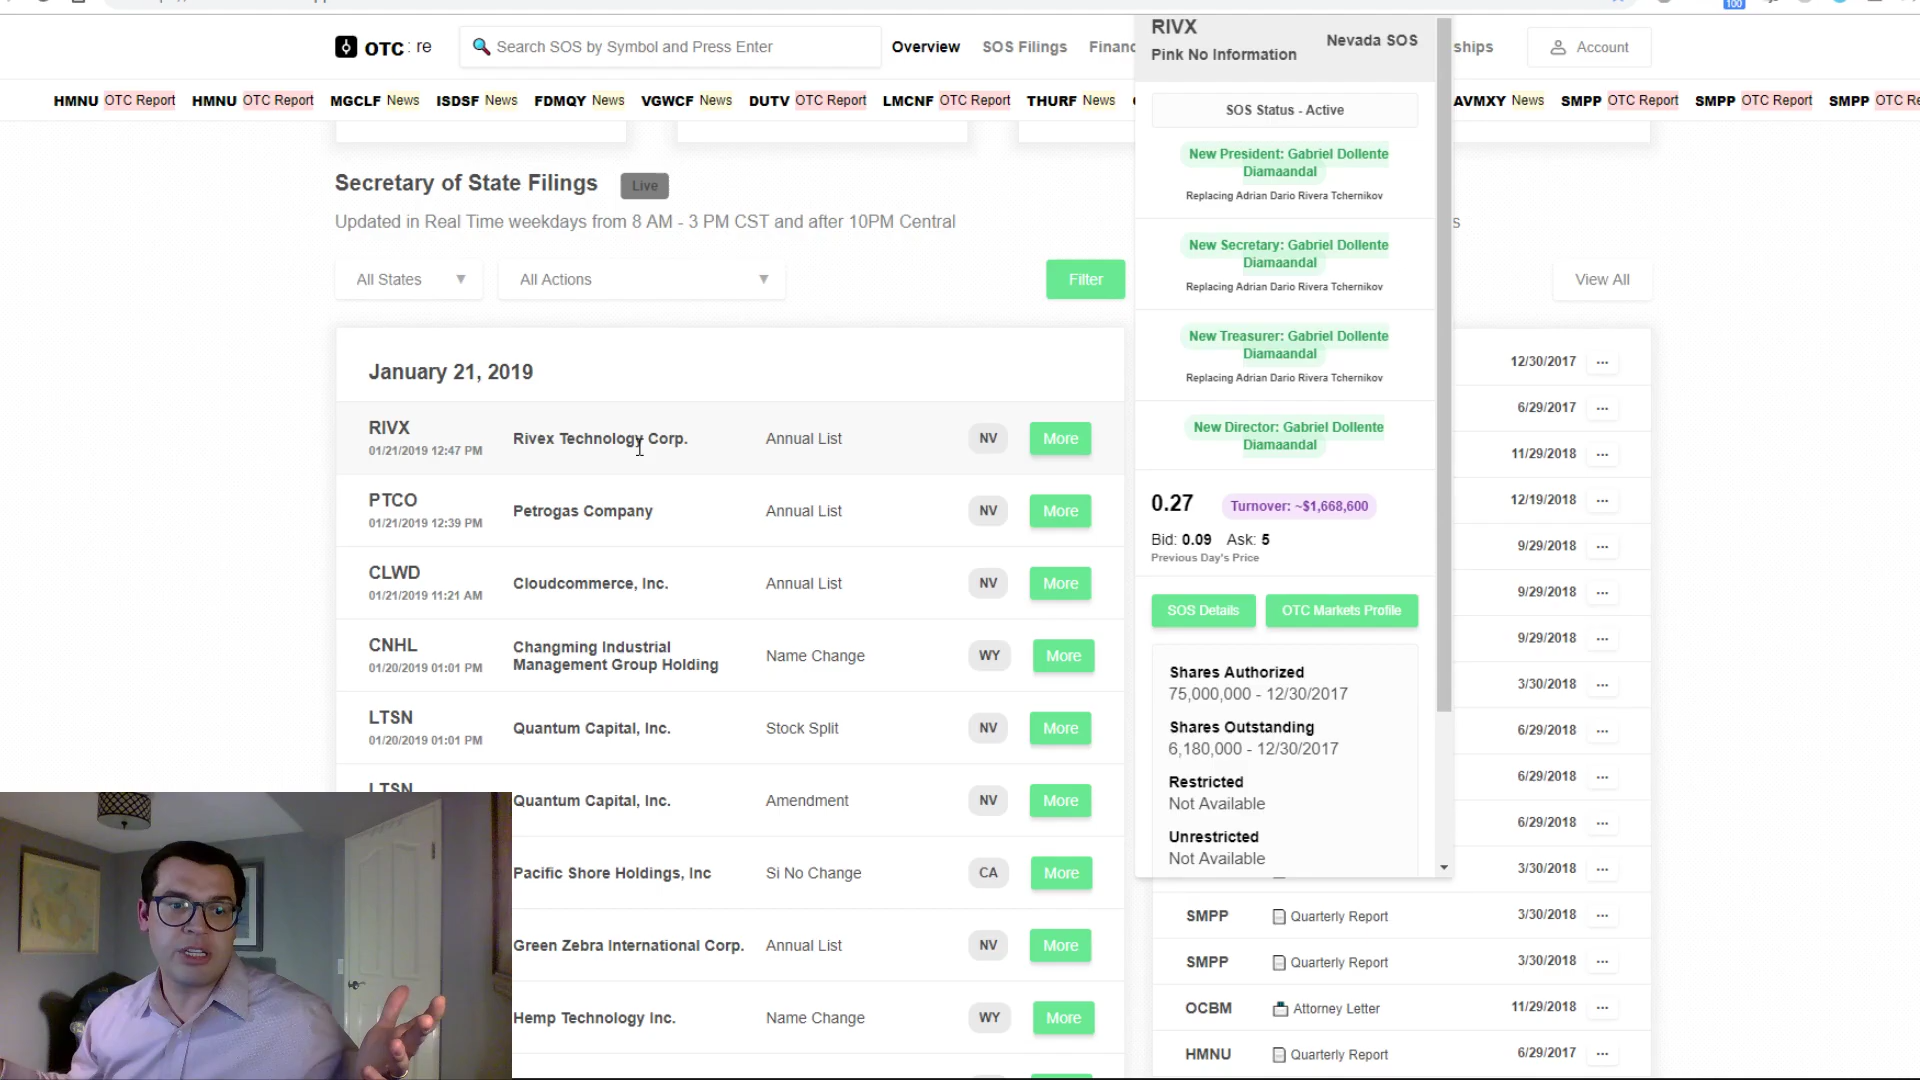 100
OTC: re
Search SOS by Symbol and Press Enter
Overview
SOS Filings
Financ
ships
Account
HMNU OTC Report HMNU OTC Report MGCLF News ISDSF News FDMQY News VGWCF News DUTV OTC Report LMCNF OTC Report THURF News
AVMXY News SMPP OTC Report SMPP OTC Report SMPP OTC Re
Secretary of State Filings Live
Updated in Real Time weekdays from 8 AM - 3 PM CST and after 10PM Central
All States ▼
All Actions ▼
Filter
January 21, 2019
RIVX
01/21/2019 12:47 PM
Rivex Technology Corp.
Annual List
NV
More
PTCO
01/21/2019 12:39 PM
Petrogas Company
Annual List
NV
More
CLWD
01/21/2019 11:21 AM
Cloudcommerce, Inc.
Annual List
NV
More
CNHL
01/20/2019 01:01 PM
Changming Industrial
Management Group Holding
Name Change
WY
More
LTSN
01/20/2019 01:01 PM
Quantum Capital, Inc.
Stock Split
NV
More
LTSN
Quantum Capital, Inc.
Amendment
NV
More
Pacific Shore Holdings, Inc
Si No Change
CA
More
Green Zebra International Corp.
Annual List
NV
More
Hemp Technology Inc.
Name Change
WY
More
RIVX
Pink No Information
Nevada SOS
SOS Status - Active
New President: Gabriel Dollente
Diamaandal
Replacing Adrian Dario Rivera Tchernikov
New Secretary: Gabriel Dollente
Diamaandal
Replacing Adrian Dario Rivera Tchernikov
New Treasurer: Gabriel Dollente
Diamaandal
Replacing Adrian Dario Rivera Tchernikov
New Director: Gabriel Dollente
Diamaandal
0.27
Turnover: ~$1,668,600
Bid: 0.09 Ask: 5
Previous Day's Price
SOS Details
OTC Markets Profile
Shares Authorized
75,000,000 - 12/30/2017
Shares Outstanding
6,180,000 - 12/30/2017
Restricted
Not Available
Unrestricted
Not Available
s
View All
12/30/2017 ...
6/29/2017 ...
11/29/2018 ...
12/19/2018 ...
9/29/2018 ...
9/29/2018 ...
9/29/2018 ...
3/30/2018 ...
6/29/2018 ...
6/29/2018 ...
6/29/2018 ...
3/30/2018 ...
SMPP Quarterly Report 3/30/2018 ...
SMPP Quarterly Report 3/30/2018 ...
OCBM Attorney Letter 11/29/2018 ...
HMNU Quarterly Report 6/29/2017 ...